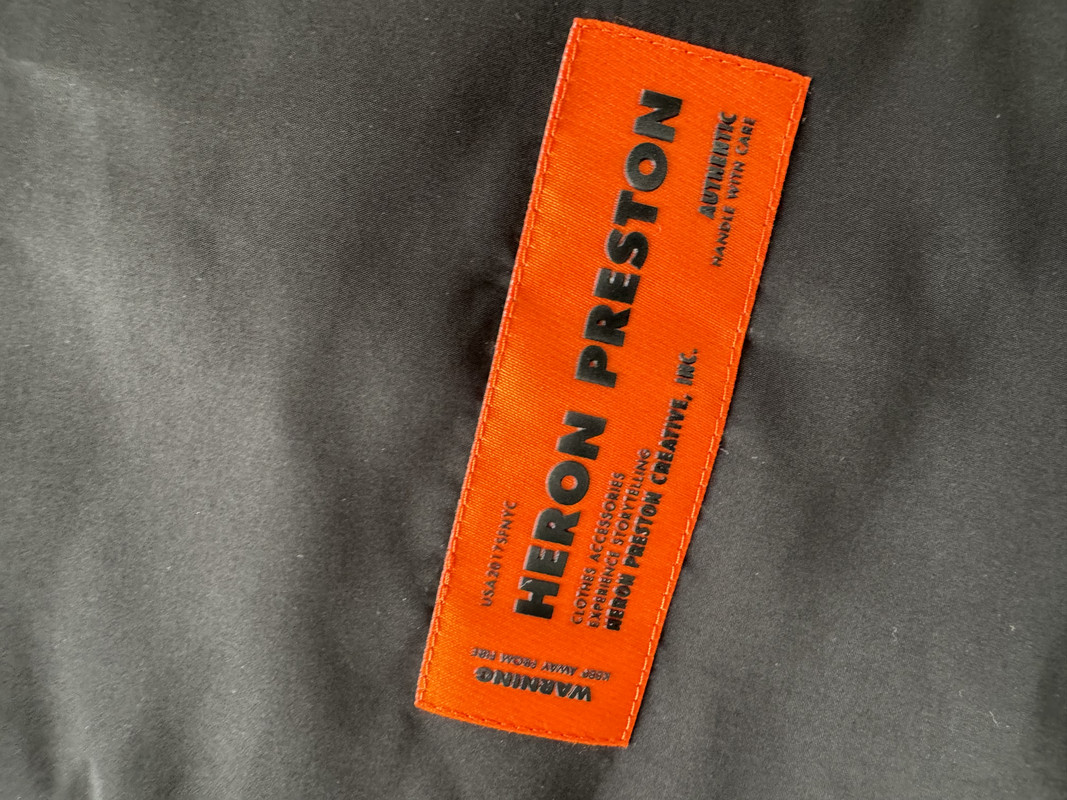 USA2017SFNYC
HERON PRESTON
CLOTHES ACCESSORIES
EXPERIENCE STORYTELLING
HERON PRESTON CREATIVE, INC.
AUTHENTIC
HANDLE WITH CARE
WARNING
KEEP AWAY FROM FIRE